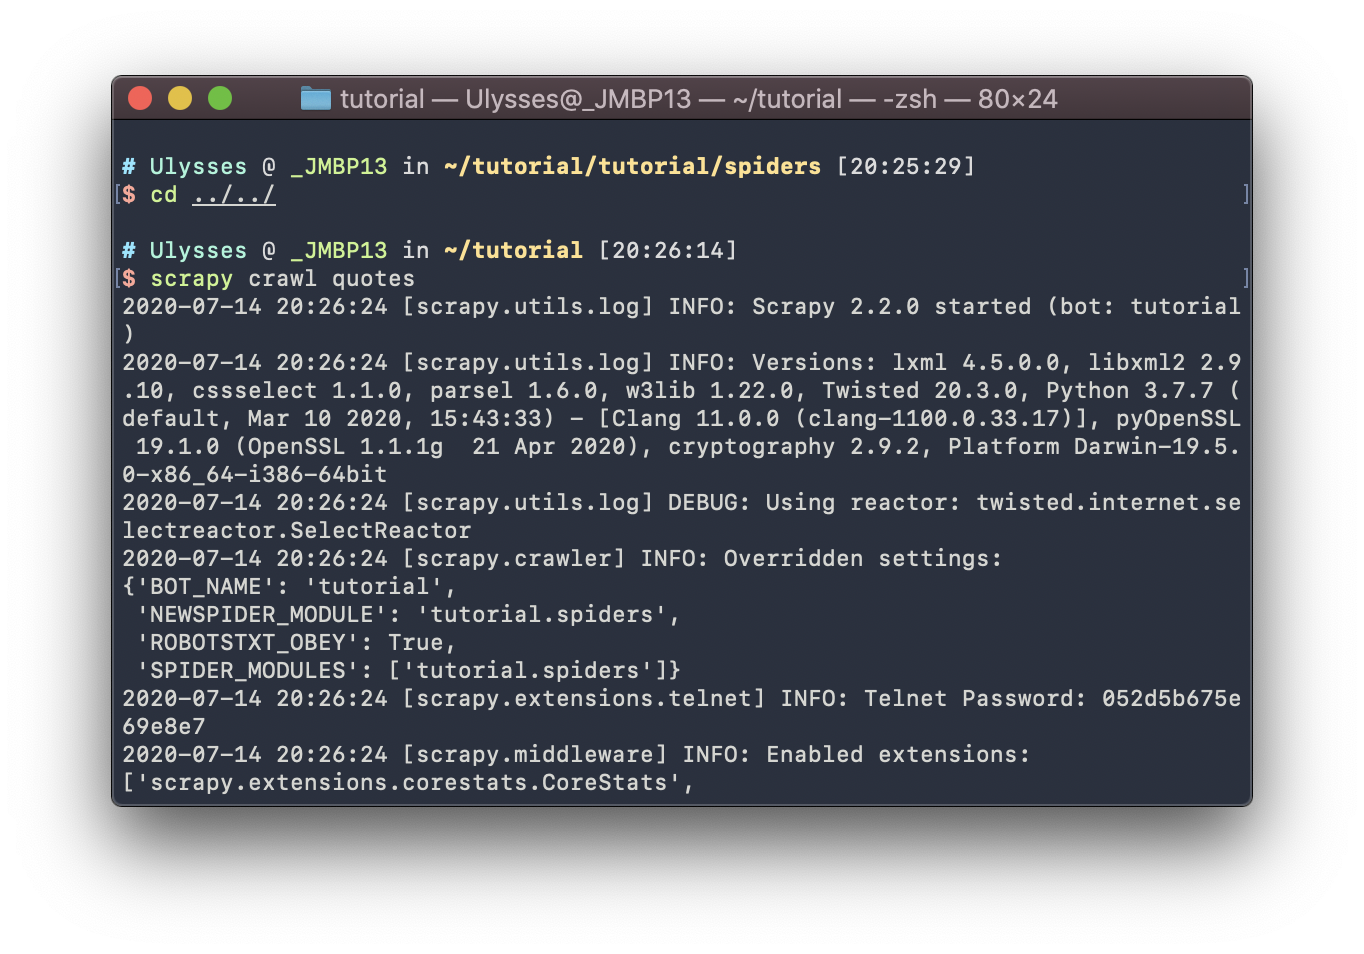 tutorial — Ulysses@_JMBP13 — ~/tutorial — -zsh — 80×24
# Ulysses @ _JMBP13 in ~/tutorial/tutorial/spiders [20:25:29]
[$ cd ../../ ]
# Ulysses @ _JMBP13 in ~/tutorial [20:26:14]
[$ scrapy crawl quotes ]
2020-07-14 20:26:24 [scrapy.utils.log] INFO: Scrapy 2.2.0 started (bot: tutorial
)
2020-07-14 20:26:24 [scrapy.utils.log] INFO: Versions: lxml 4.5.0.0, libxml2 2.9
.10, cssselect 1.1.0, parsel 1.6.0, w3lib 1.22.0, Twisted 20.3.0, Python 3.7.7 (
default, Mar 10 2020, 15:43:33) - [Clang 11.0.0 (clang-1100.0.33.17)], pyOpenSSL
 19.1.0 (OpenSSL 1.1.1g  21 Apr 2020), cryptography 2.9.2, Platform Darwin-19.5.
0-x86_64-i386-64bit
2020-07-14 20:26:24 [scrapy.utils.log] DEBUG: Using reactor: twisted.internet.se
lectreactor.SelectReactor
2020-07-14 20:26:24 [scrapy.crawler] INFO: Overridden settings:
{'BOT_NAME': 'tutorial',
 'NEWSPIDER_MODULE': 'tutorial.spiders',
 'ROBOTSTXT_OBEY': True,
 'SPIDER_MODULES': ['tutorial.spiders']}
2020-07-14 20:26:24 [scrapy.extensions.telnet] INFO: Telnet Password: 052d5b675e
69e8e7
2020-07-14 20:26:24 [scrapy.middleware] INFO: Enabled extensions:
['scrapy.extensions.corestats.CoreStats',